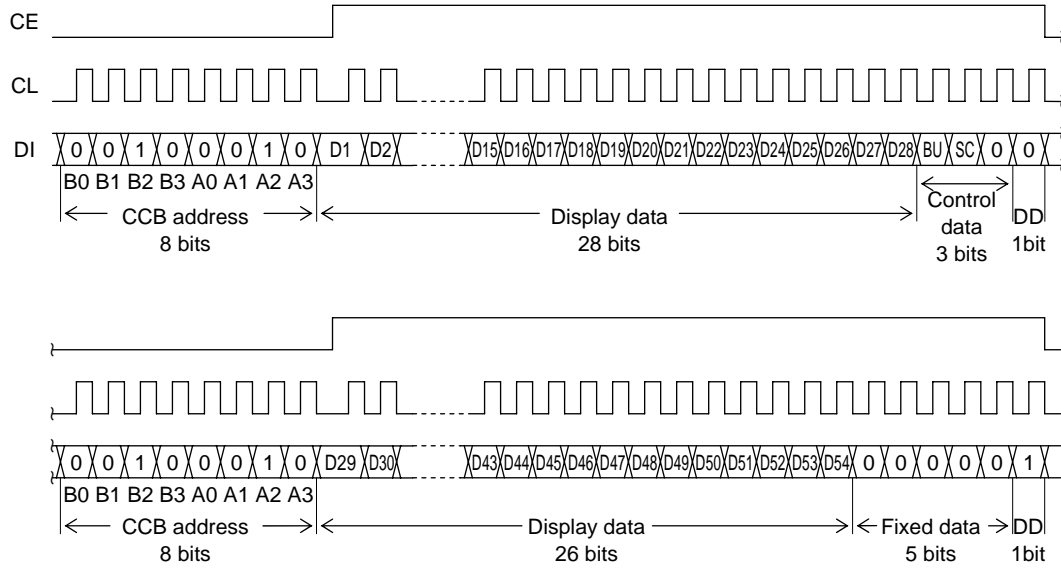 CE
CL
DI 0 0 1 0 0 0 1 0 D1 D2 D15 D16 D17 D18 D19 D20 D21 D22 D23 D24 D25 D26 D27 D28 BU SC 0 0
B0 B1 B2 B3 A0 A1 A2 A3
CCB address
8 bits
Display data
28 bits
Control
data
3 bits
DD
1bit
0 0 1 0 0 0 1 0 D29 D30 D43 D44 D45 D46 D47 D48 D49 D50 D51 D52 D53 D54 0 0 0 0 0 1
B0 B1 B2 B3 A0 A1 A2 A3
CCB address
8 bits
Display data
26 bits
Fixed data
5 bits
DD
1bit